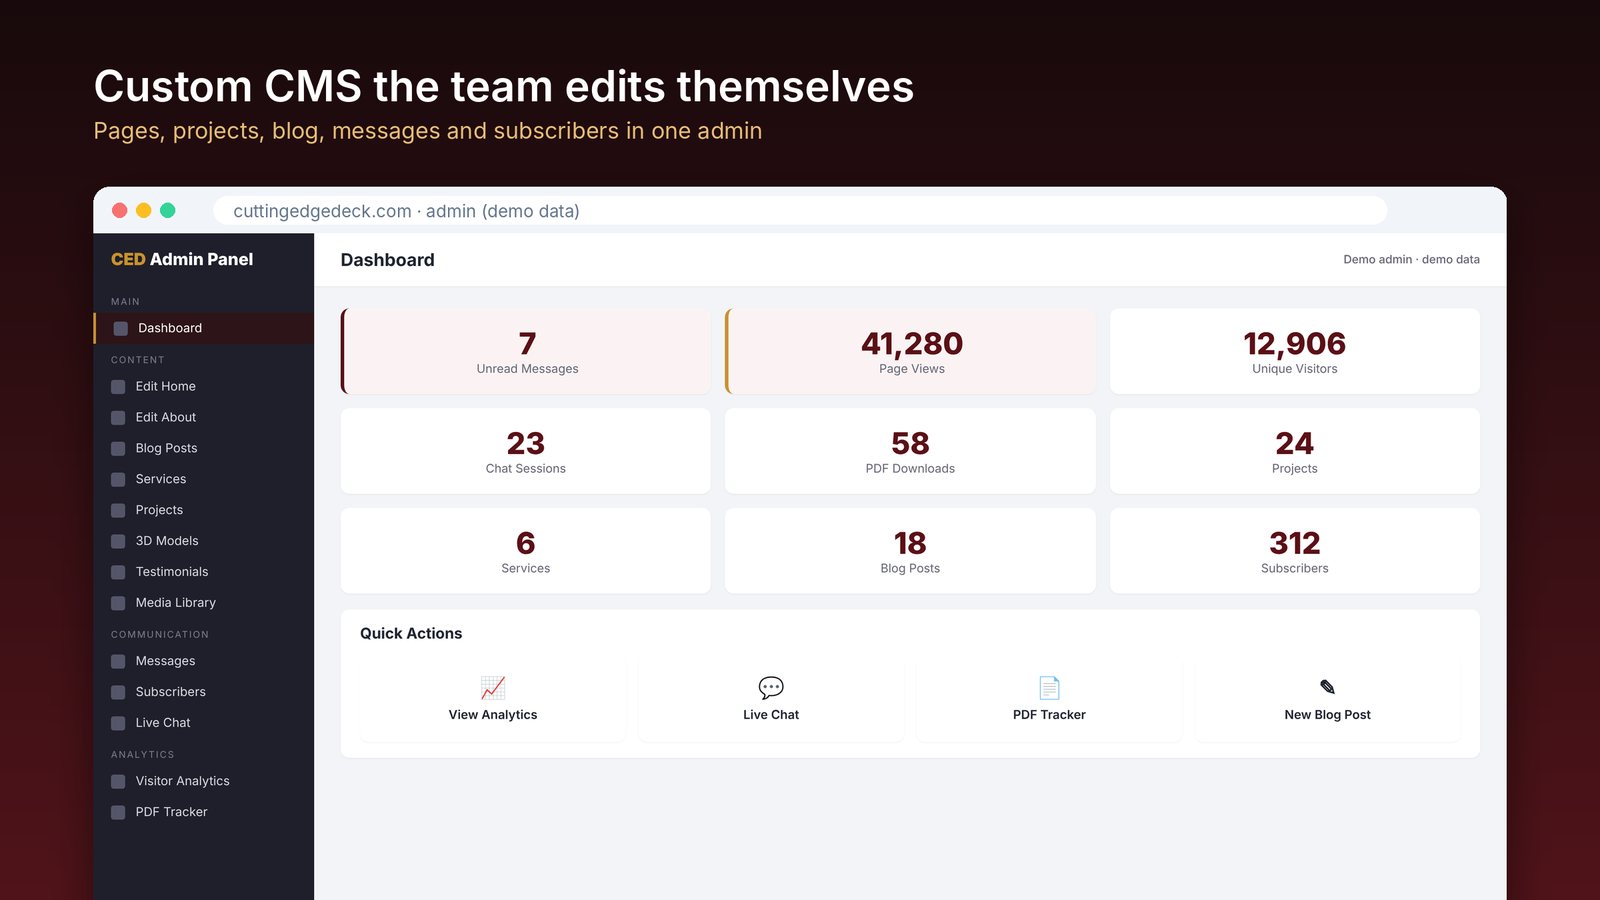 Custom CMS the team edits themselves
Pages, projects, blog, messages and subscribers in one admin
cuttingedgedeck.com · admin (demo data)
CED Admin Panel
MAIN
Dashboard
CONTENT
Edit Home
Edit About
Blog Posts
Services
Projects
3D Models
Testimonials
Media Library
COMMUNICATION
Messages
Subscribers
Live Chat
ANALYTICS
Visitor Analytics
PDF Tracker
Dashboard
Demo admin · demo data
7
Unread Messages
41,280
Page Views
12,906
Unique Visitors
23
Chat Sessions
58
PDF Downloads
24
Projects
6
Services
18
Blog Posts
312
Subscribers
Quick Actions
View Analytics
Live Chat
PDF Tracker
New Blog Post